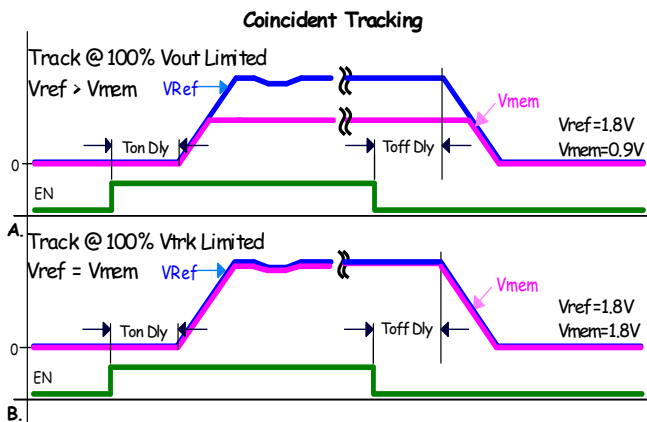 Coincident Tracking
Track @ 100% Vout Limited
Vref > Vmem
VRef
Vmem
Vref=1.8V
Vmem=0.9V
Ton Dly
Toff Dly
0
EN
A.
Track @ 100% Vtrk Limited
Vref = Vmem
VRef
Vmem
Vref=1.8V
Vmem=1.8V
Ton Dly
Toff Dly
0
EN
B.